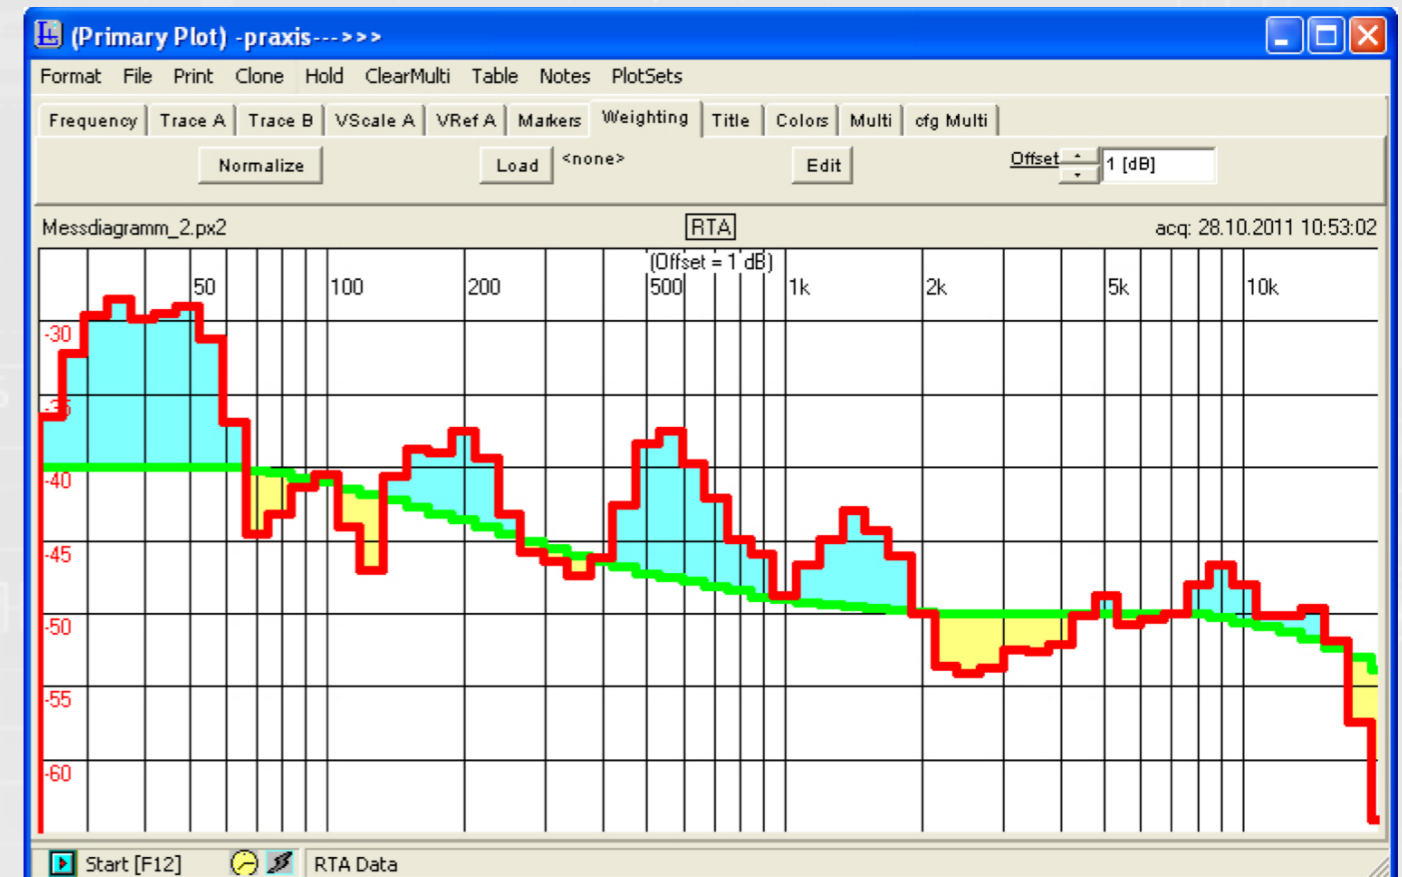 (Primary Plot) -praxis--->>>
Format File Print Clone Hold ClearMulti Table Notes PlotSets
Frequency Trace A Trace B VScale A VRef A Markers Weighting Title Colors Multi cfg Multi
Normalize Load <none> Edit Offset 1 [dB]
Messdiagramm_2.px2 RTA acq: 28.10.2011 10:53:02
(Offset = 1 dB)
50 100 200 500 1k 2k 5k 10k
-30
-35
-40
-45
-50
-55
-60
Start [F12] RTA Data